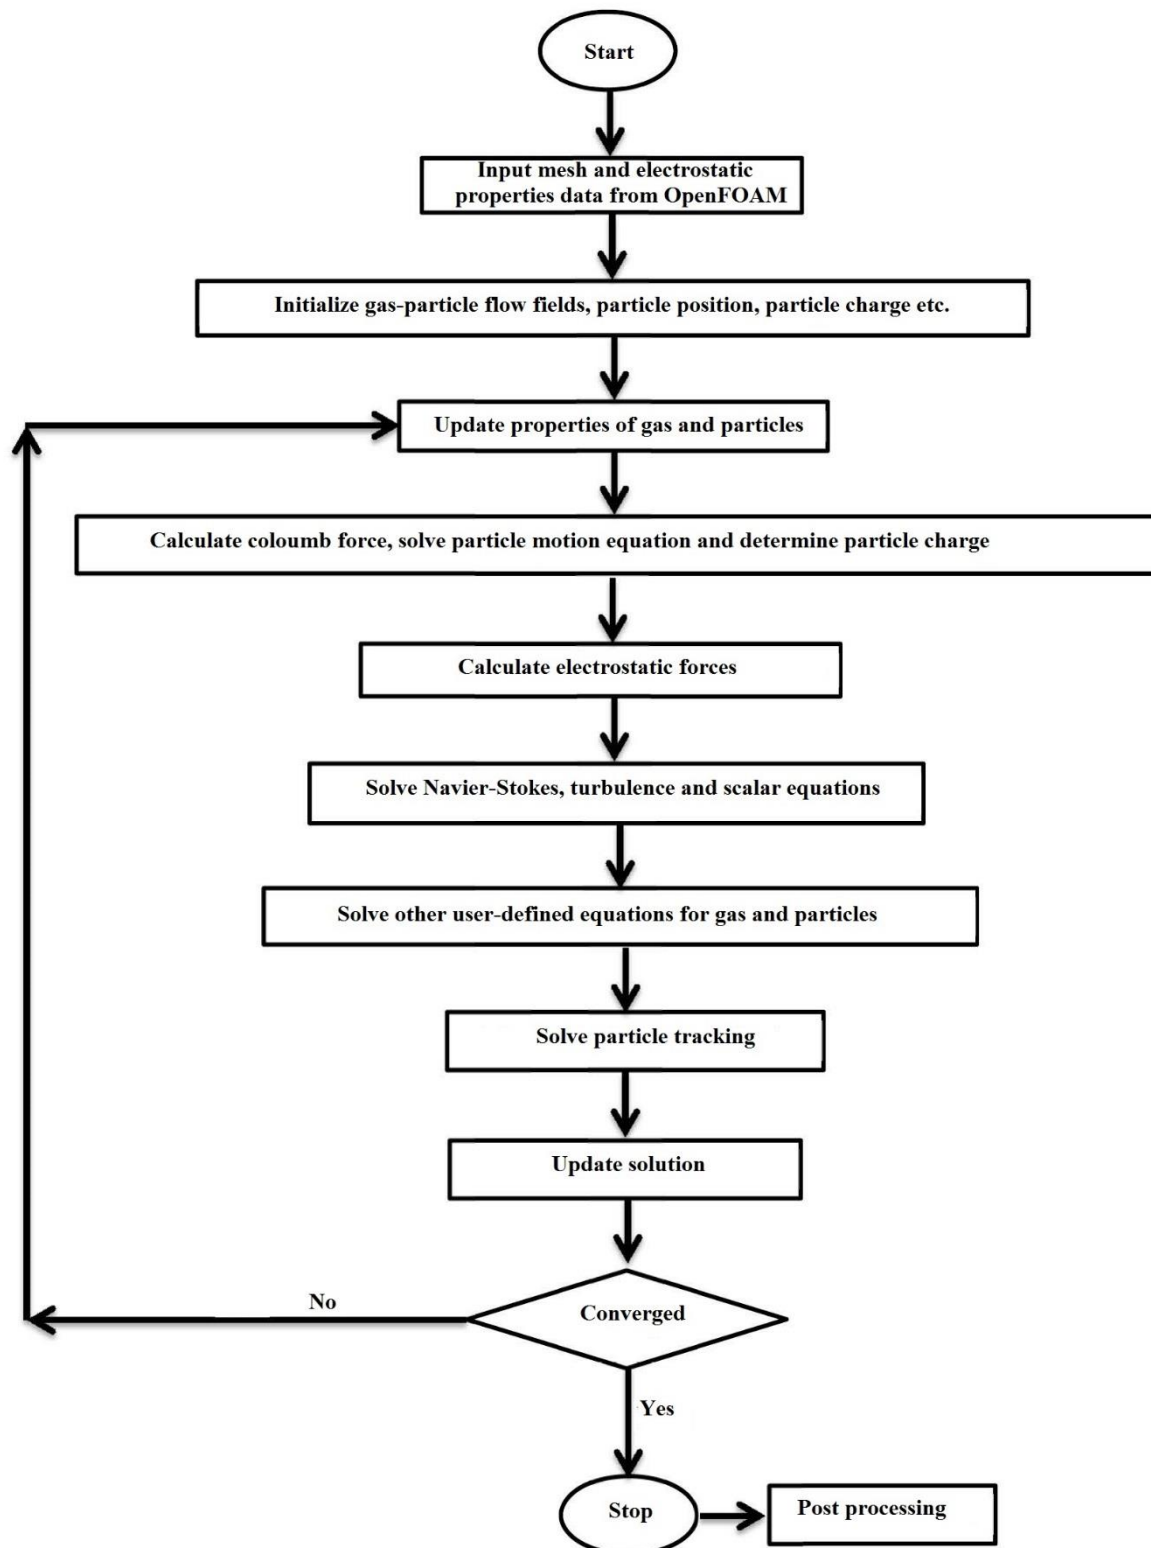 Start
Input mesh and electrostatic
properties data from OpenFOAM
Initialize gas-particle flow fields, particle position, particle charge etc.
Update properties of gas and particles
Calculate coloumb force, solve particle motion equation and determine particle charge
Calculate electrostatic forces
Solve Navier-Stokes, turbulence and scalar equations
Solve other user-defined equations for gas and particles
Solve particle tracking
Update solution
No
Converged
Yes
Stop
Post processing